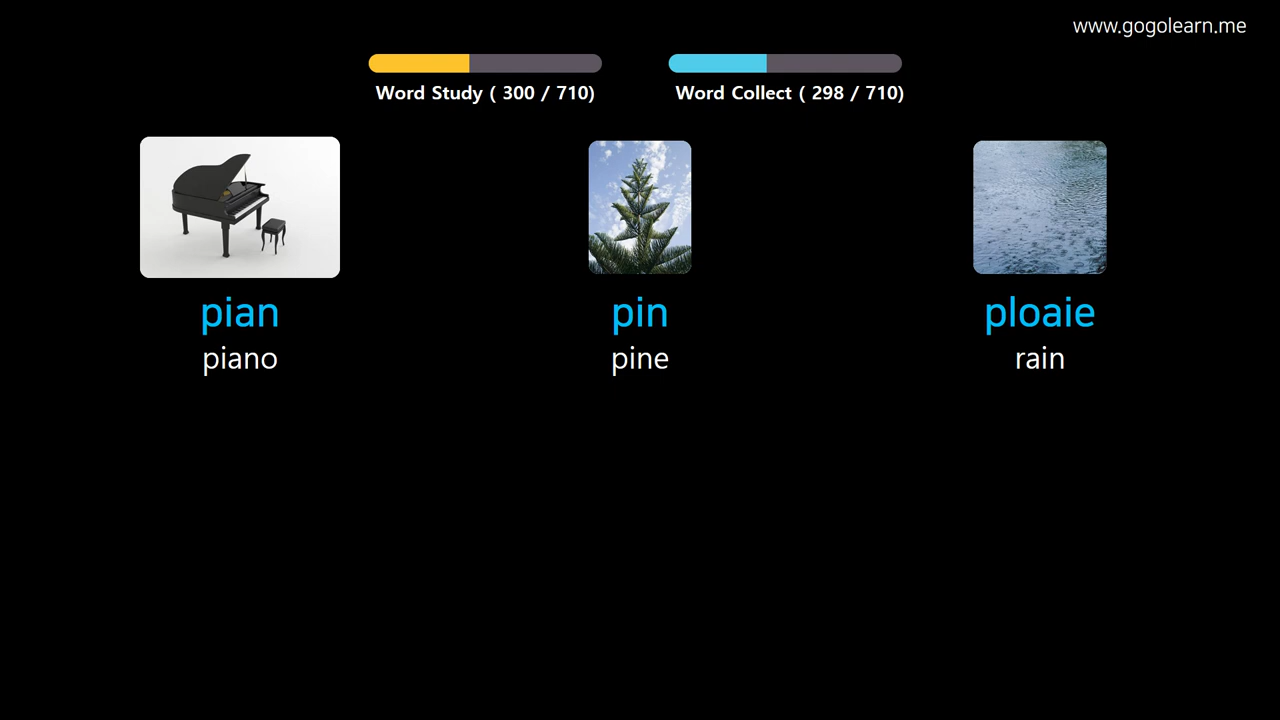 www.gogolearn.me
Word Study ( 300 / 710)
Word Collect ( 298 / 710)
pian
piano
pin
pine
ploaie
rain